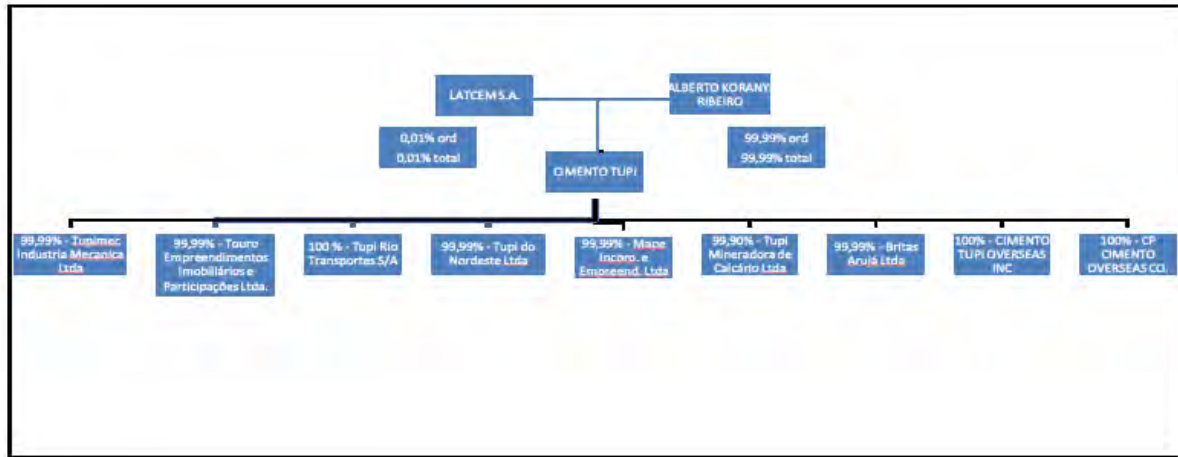 LATCEM S.A.
ALBERTO KORANY
RIBEIRO
0,01% ord
0,01% total
99,99% ord
99,99% total
CIMENTO TUPI
99,99% - Tupimec
Industria Mecanica
Ltda
99,99% - Touro
Empreendimentos
Imobiliários e
Participações Ltda.
100 % - Tupi Rio
Transportes S/A
99,99% - Tupi do
Nordeste Ltda
99,99% - Mape
Incorp. e
Empreend. Ltda
99,90% - Tupi
Mineradora de
Calcário Ltda
99,99% - Britas
Arujá Ltda
100% - CIMENTO
TUPI OVERSEAS
INC
100% - CP
CIMENTO
OVERSEAS CO.